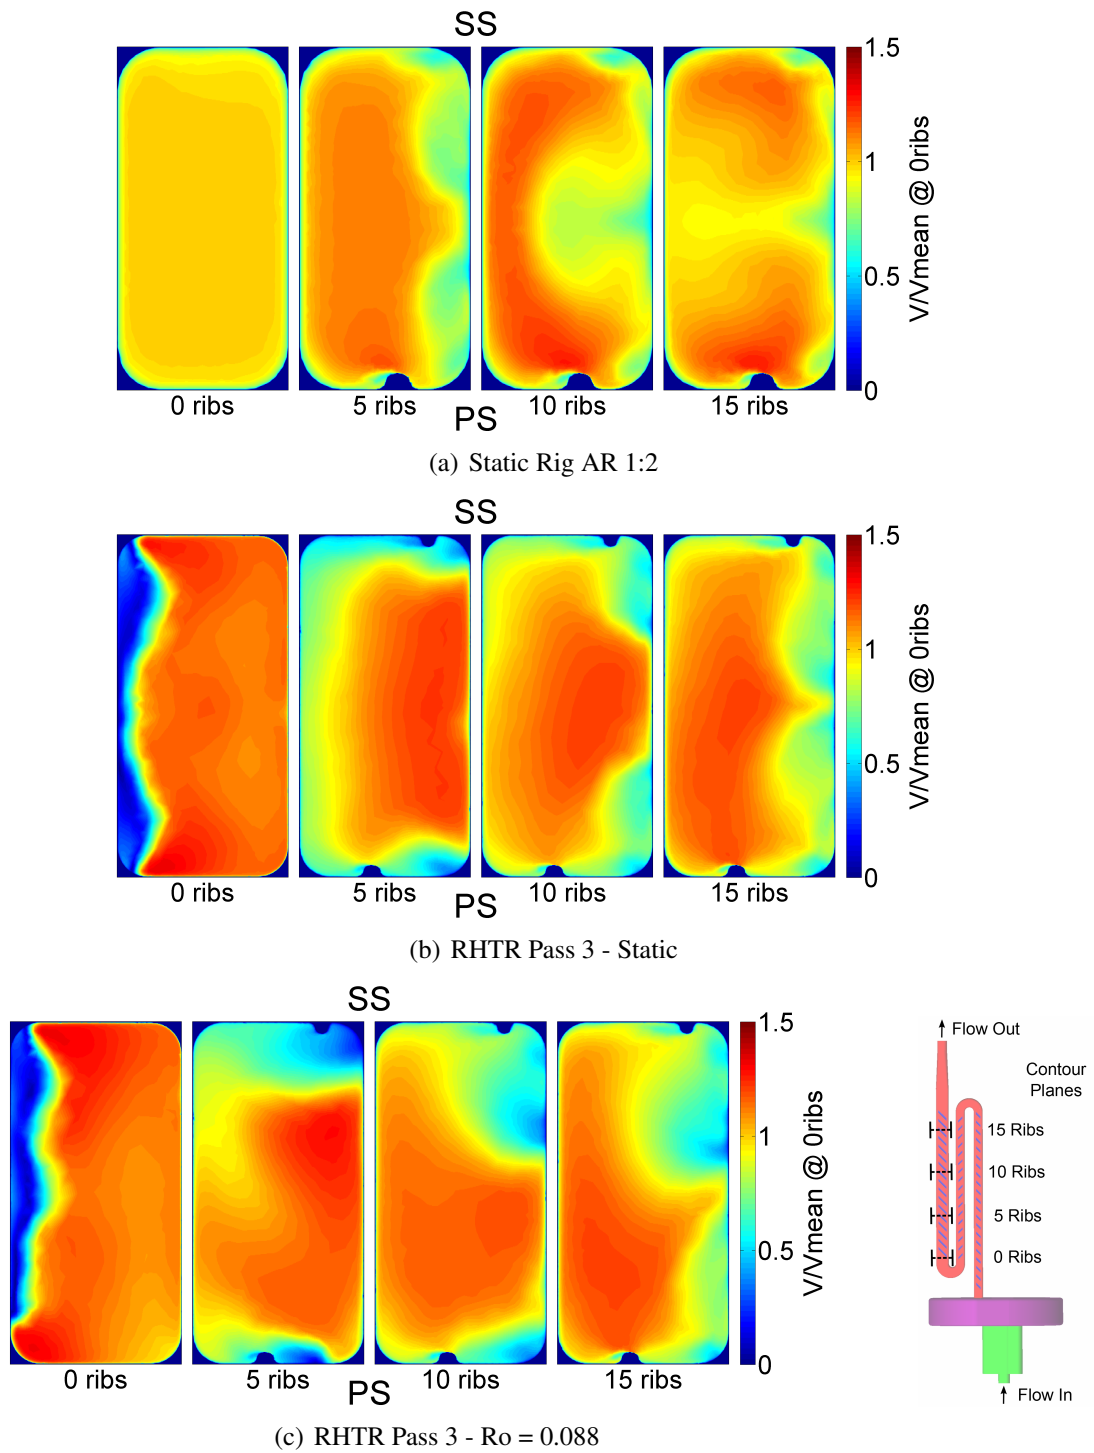 SS
1.5
1
0.5
0
V/Vmean @ 0ribs
0 ribs
5 ribs
10 ribs
15 ribs
PS
(a) Static Rig AR 1:2
SS
1.5
1
0.5
0
V/Vmean @ 0ribs
0 ribs
5 ribs
10 ribs
15 ribs
PS
(b) RHTR Pass 3 - Static
SS
1.5
1
0.5
0
V/Vmean @ 0ribs
0 ribs
5 ribs
10 ribs
15 ribs
PS
Flow Out
Contour
Planes
15 Ribs
10 Ribs
5 Ribs
0 Ribs
Flow In
(c) RHTR Pass 3 - Ro = 0.088